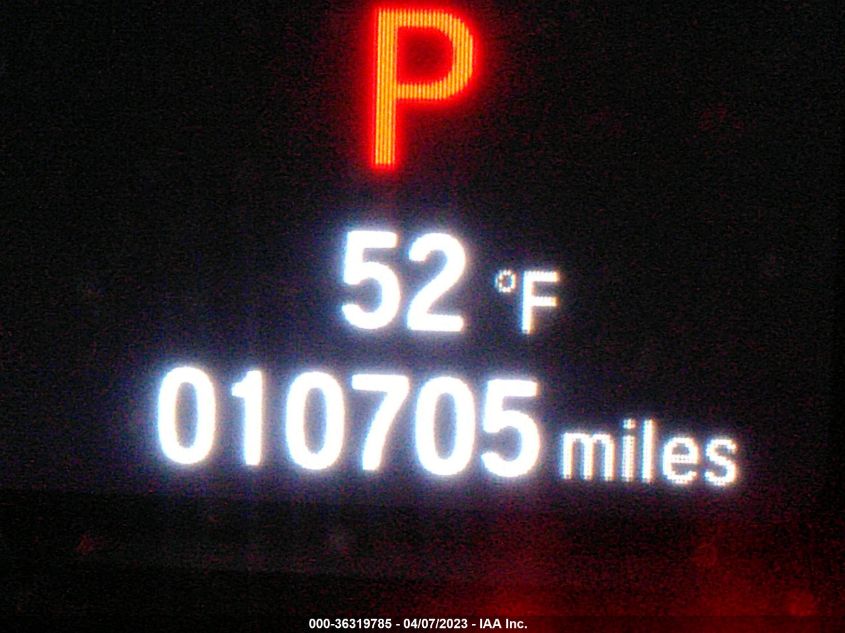 P
52 °F
010705 miles
000-36319785 - 04/07/2023 - IAA Inc.